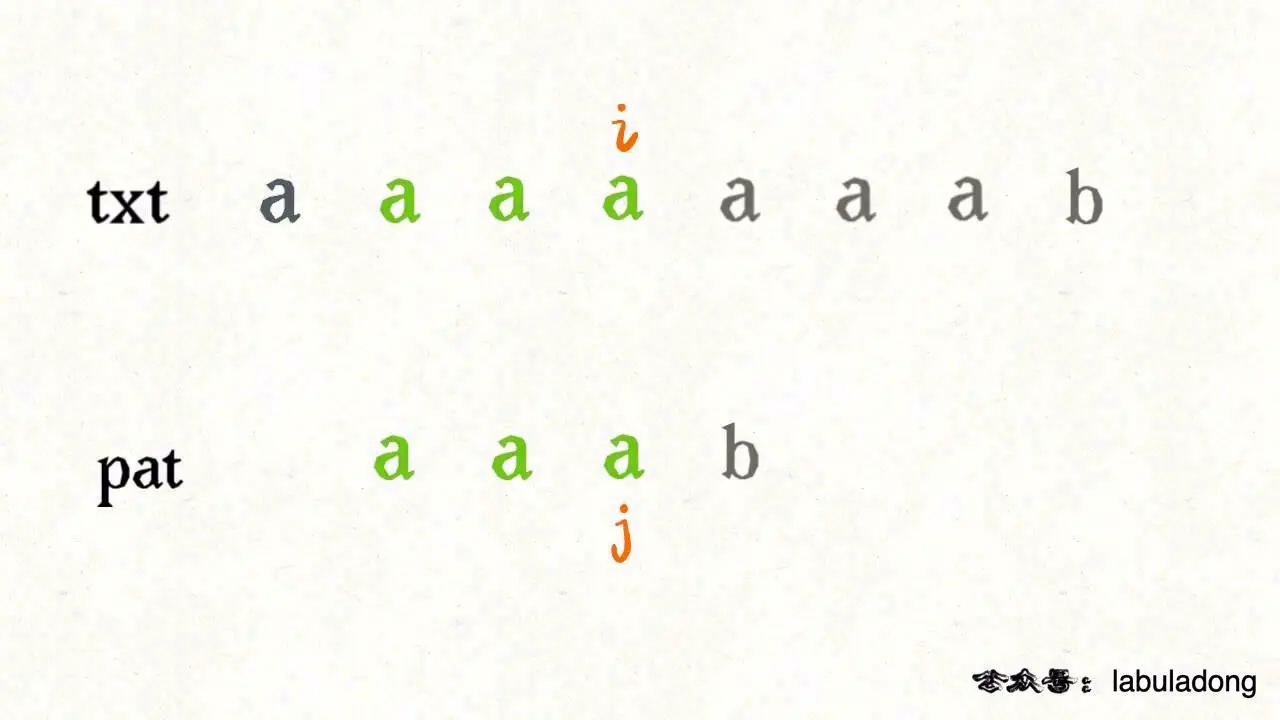 i
txt a a a a a a a b
pat a a a b
j
公众号：labuladong